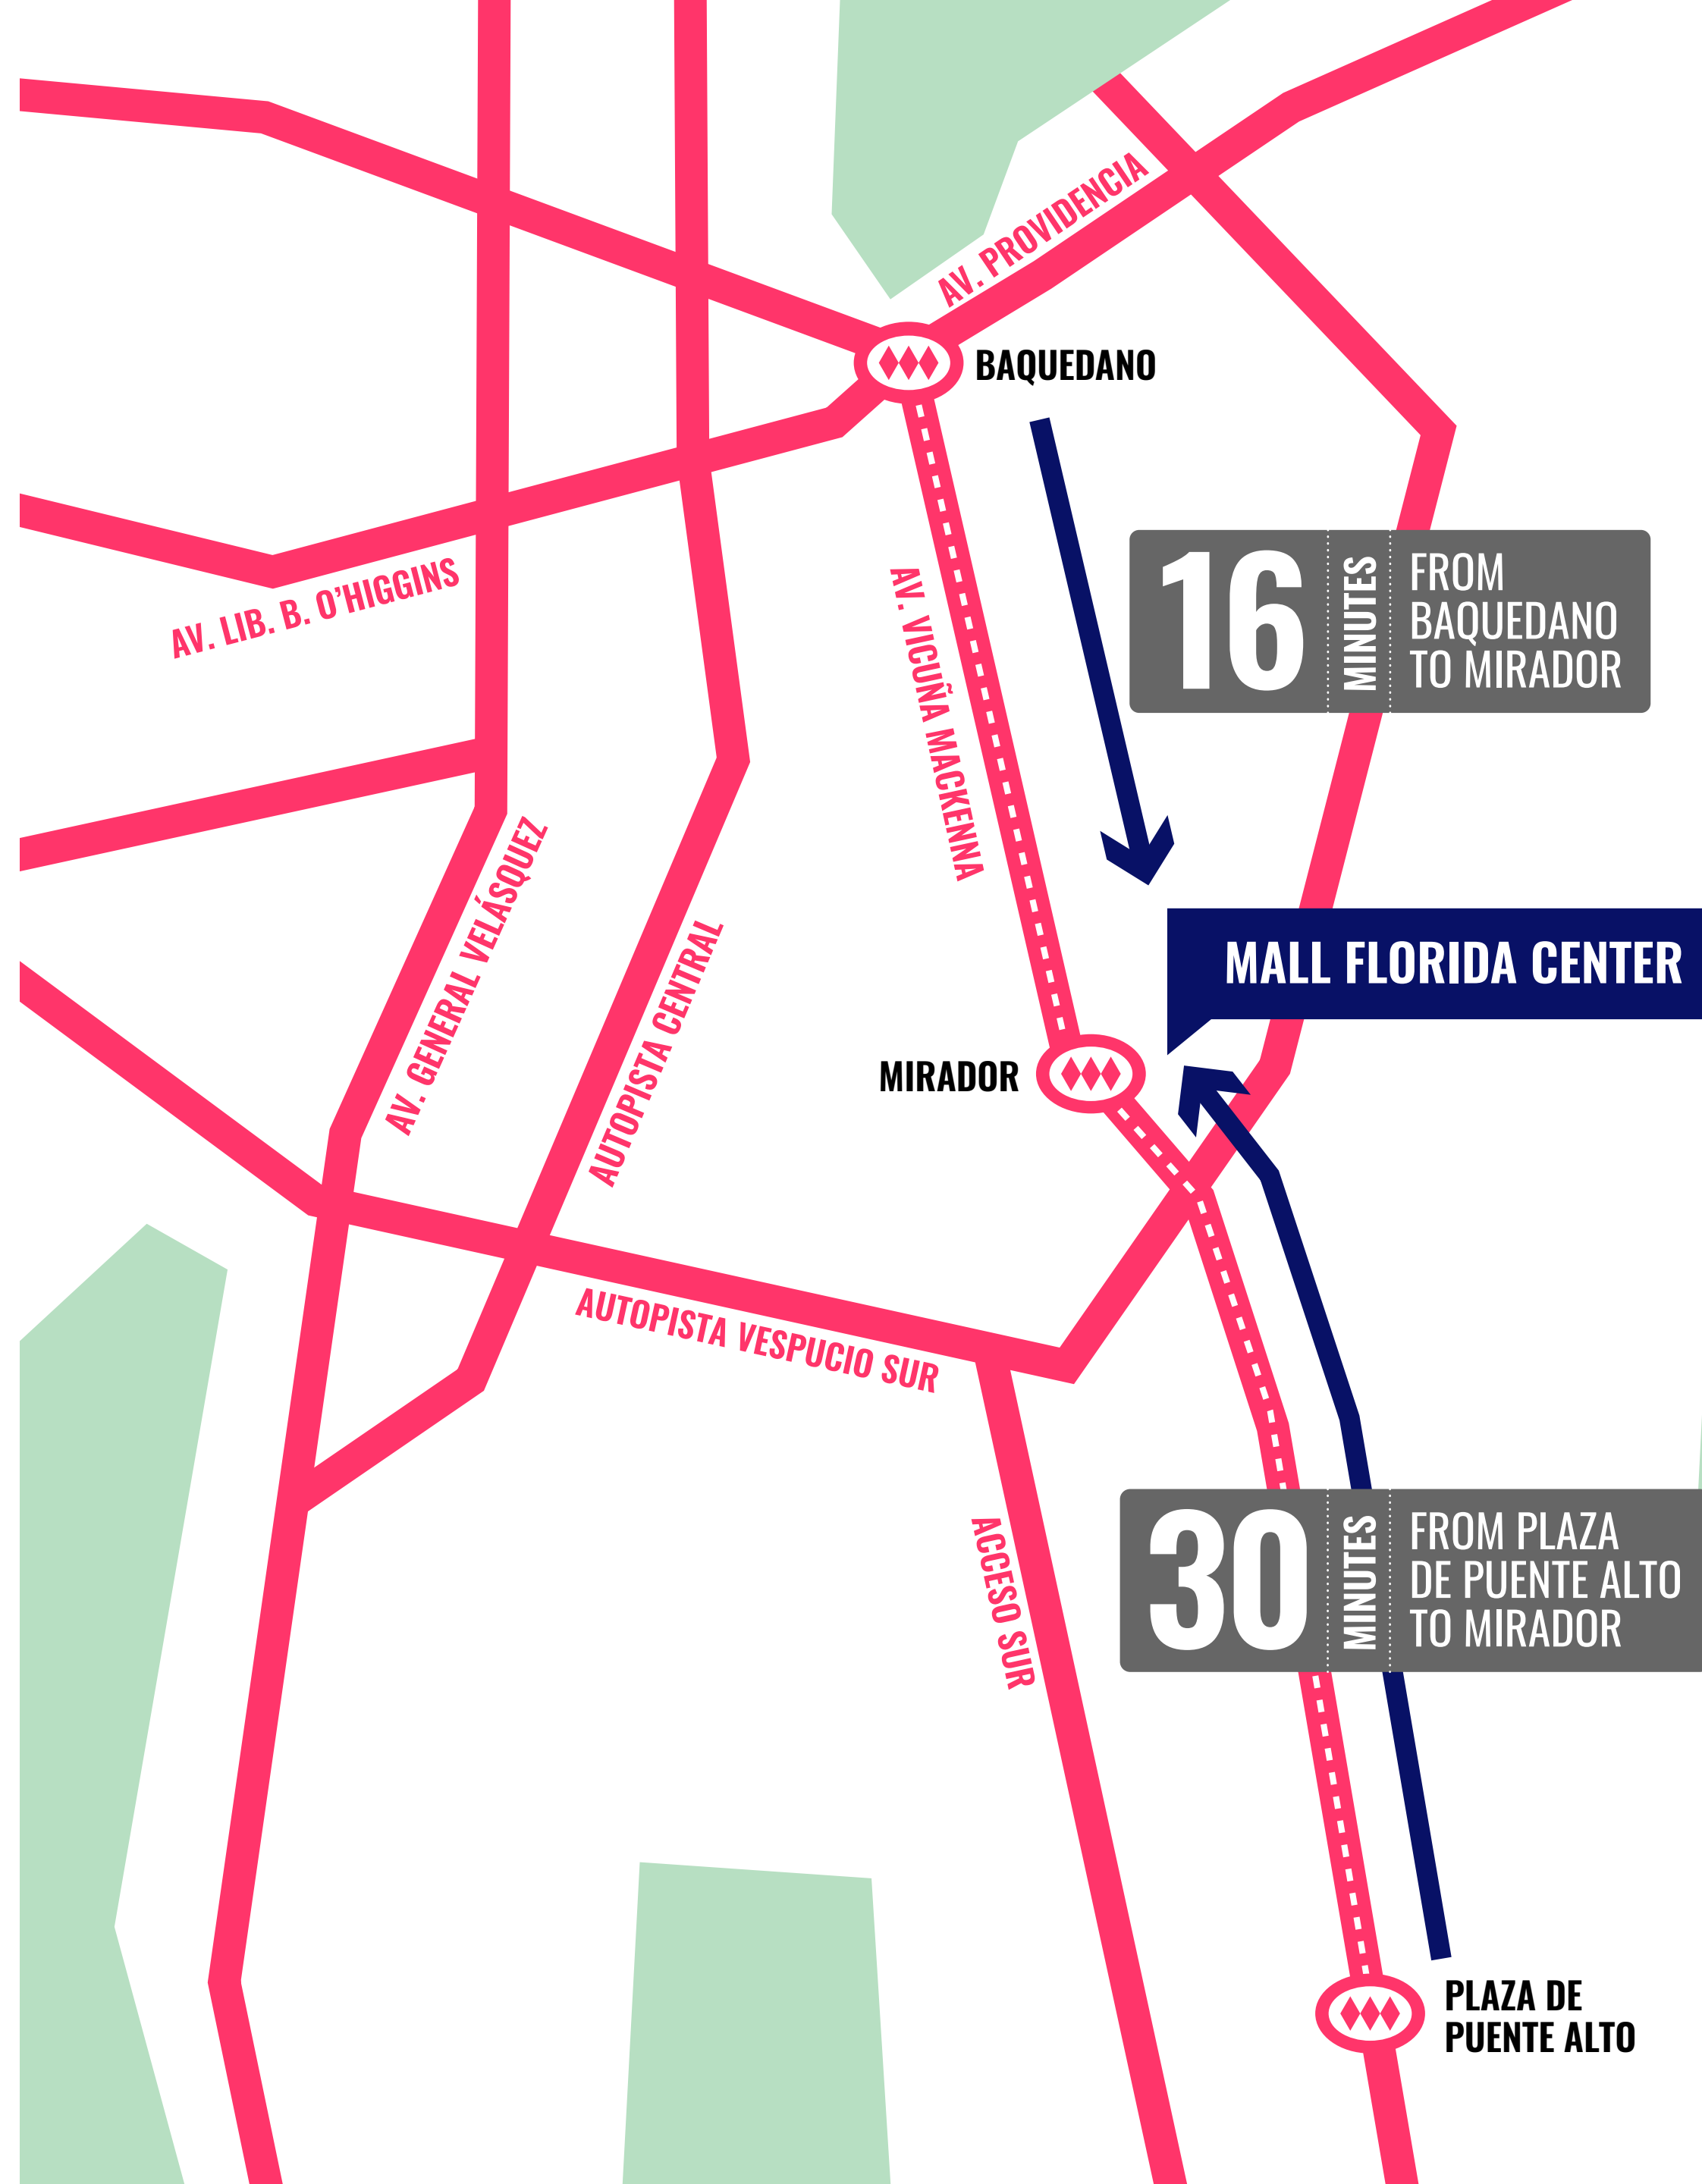 AV. PROVIDENCIA
BAQUEDANO
16
MINUTES
FROM
BAQUEDANO
TO MIRADOR
AV. LIB. B. O'HIGGINS
AV. VICUÑA MACKENNA
AV. GENERAL VELÁSQUEZ
AUTOPISTA CENTRAL
MALL FLORIDA CENTER
MIRADOR
AUTOPISTA VESPUCIO SUR
ACCESO SUR
30
MINUTES
FROM PLAZA
DE PUENTE ALTO
TO MIRADOR
PLAZA DE
PUENTE ALTO